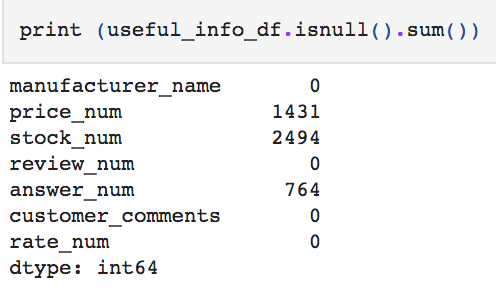 print (useful_info_df.isnull().sum())
manufacturer_name 0
price_num 1431
stock_num 2494
review_num 0
answer_num 764
customer_comments 0
rate_num 0
dtype: int64